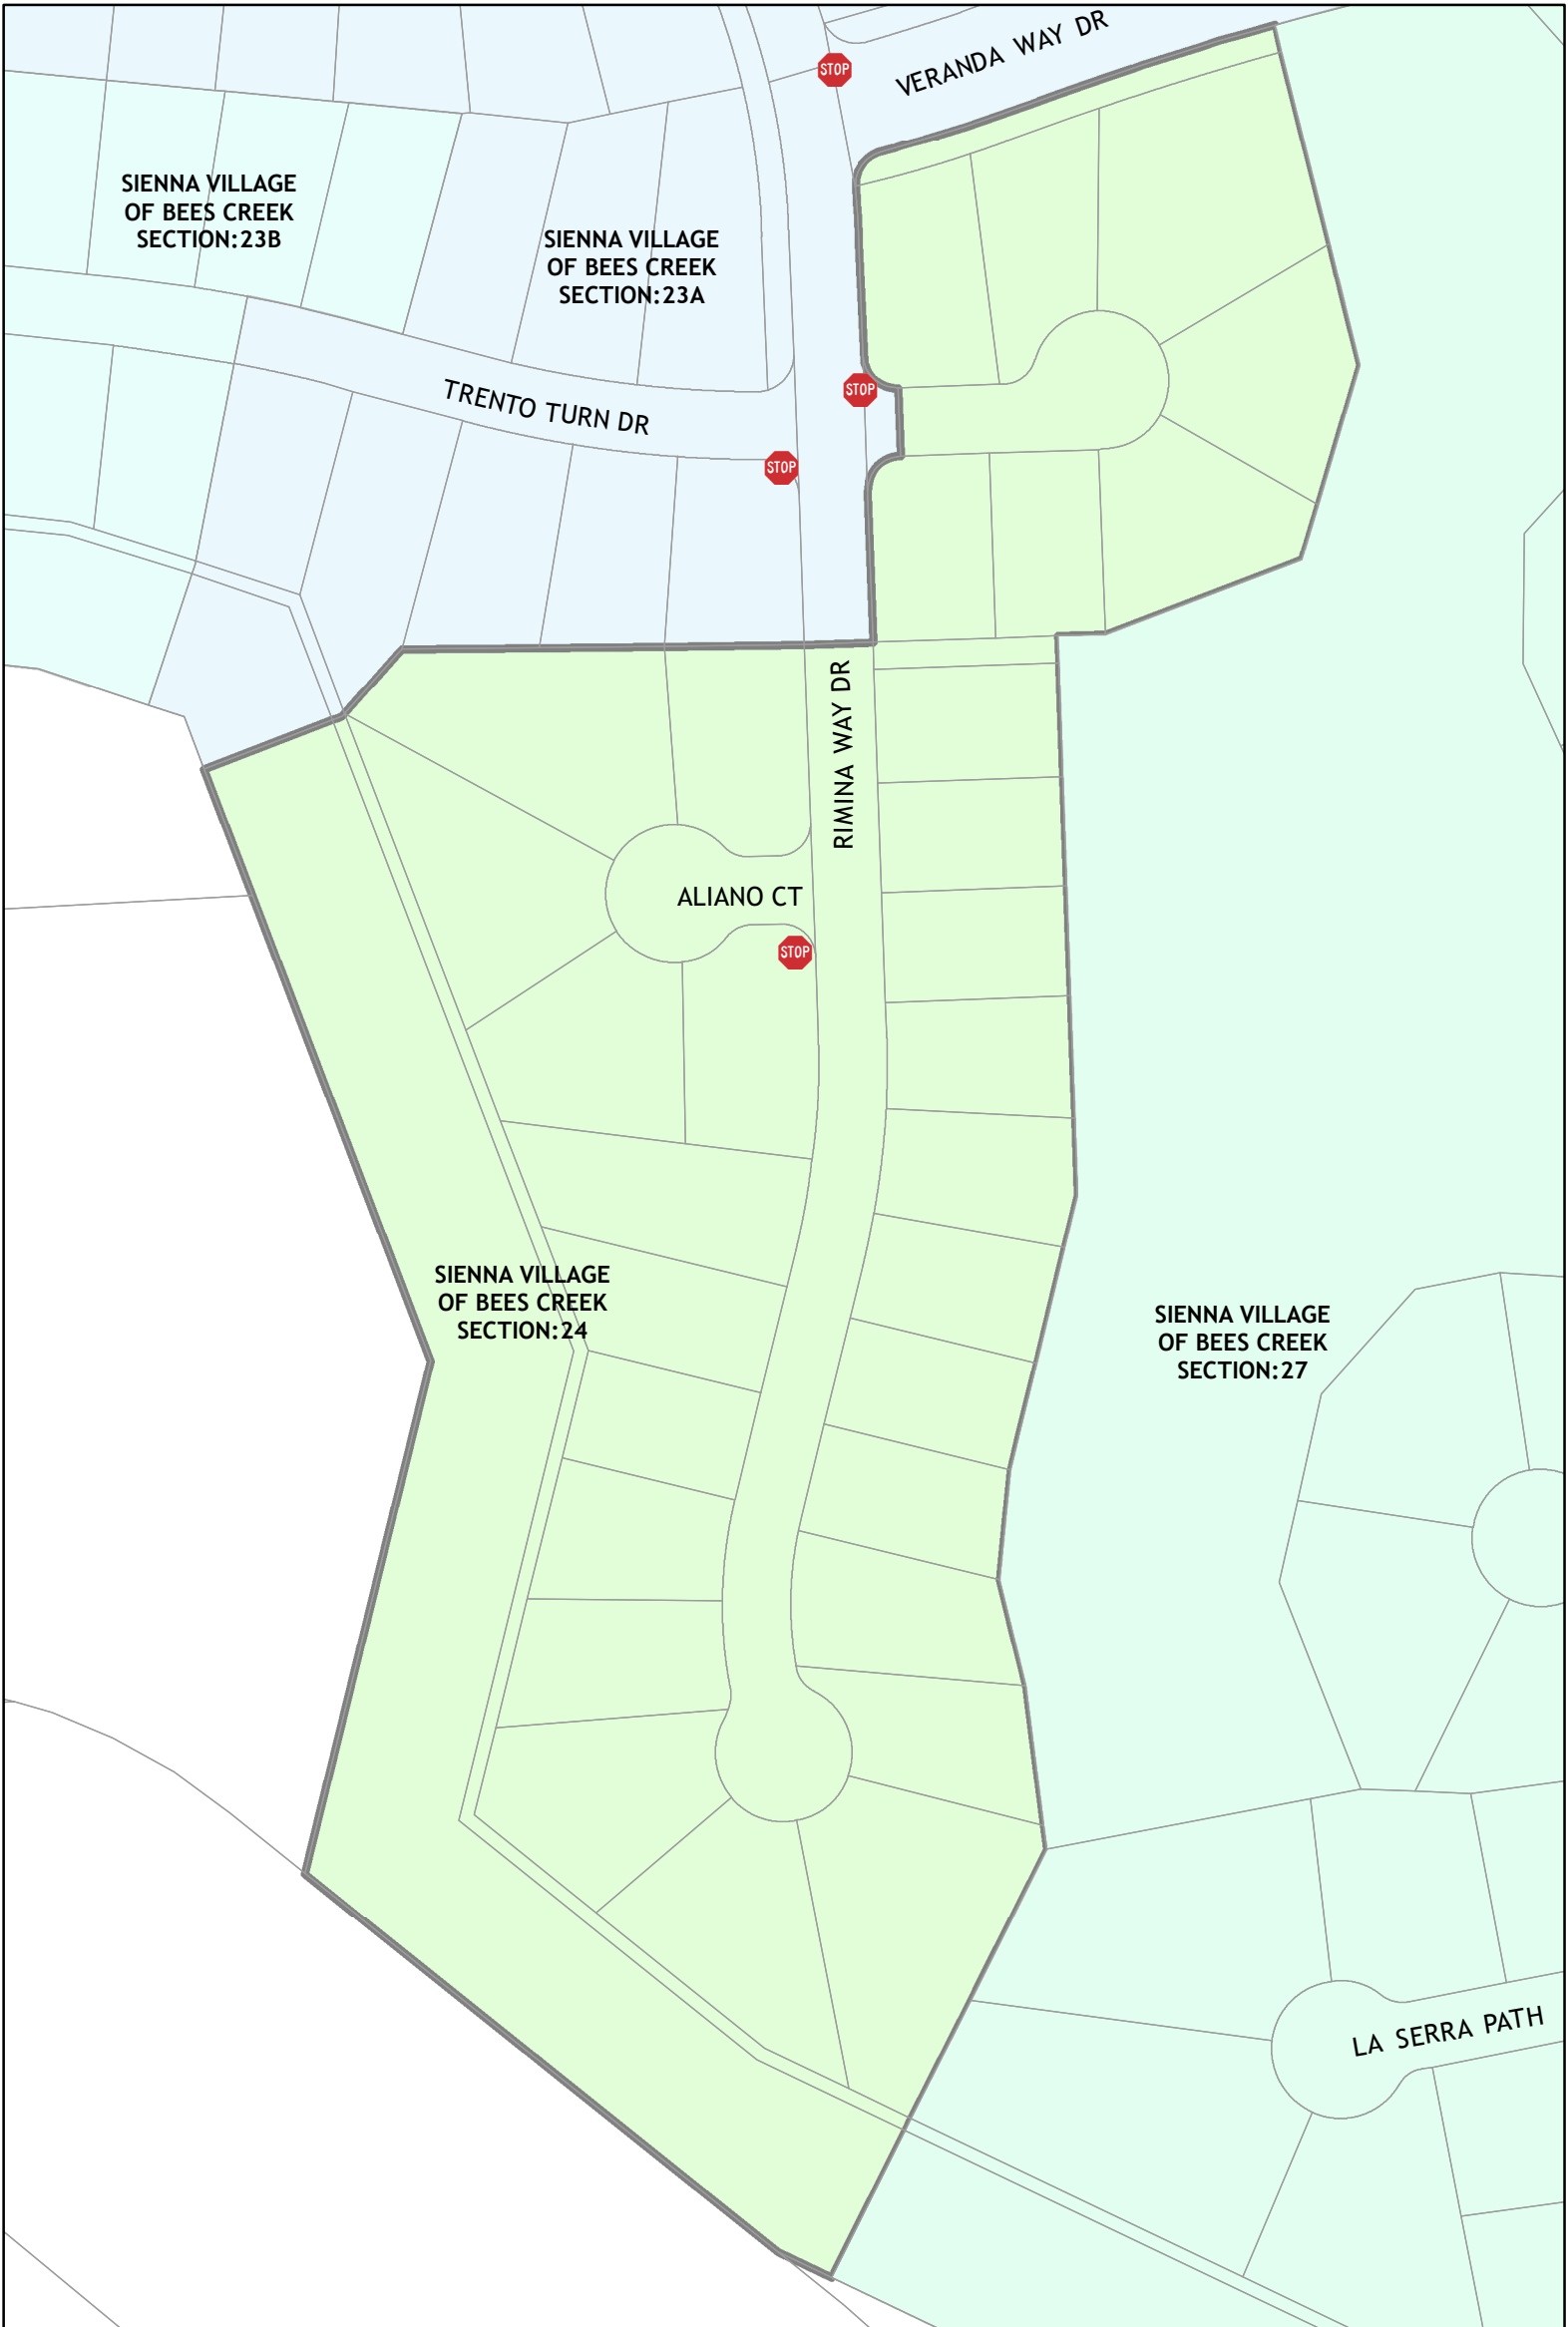 VERANDA WAY DR
STOP
SIENNA VILLAGE
OF BEES CREEK
SECTION:23B
SIENNA VILLAGE
OF BEES CREEK
SECTION:23A
STOP
TRENTO TURN DR
STOP
RIMINA WAY DR
ALIANO CT
STOP
SIENNA VILLAGE
OF BEES CREEK
SECTION:24
SIENNA VILLAGE
OF BEES CREEK
SECTION:27
LA SERRA PATH